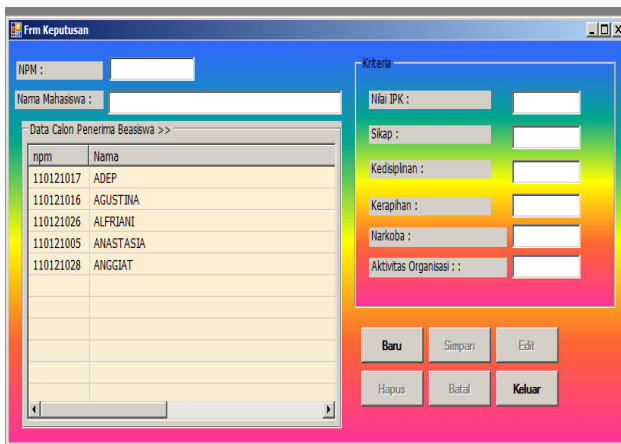 Frm Keputusan
NPM :
Nama Mahasiswa :
Data Calon Penerima Beasiswa >>
npm Nama
110121017 ADEP
110121016 AGUSTINA
110121026 ALFRIANI
110121005 ANASTASIA
110121028 ANGGIAT
Kriteria
Nilai IPK :
Sikap :
Kedisiplinan :
Kerapihan :
Narkoba :
Aktivitas Organisasi : :
Baru Simpan Edit
Hapus Batal Keluar